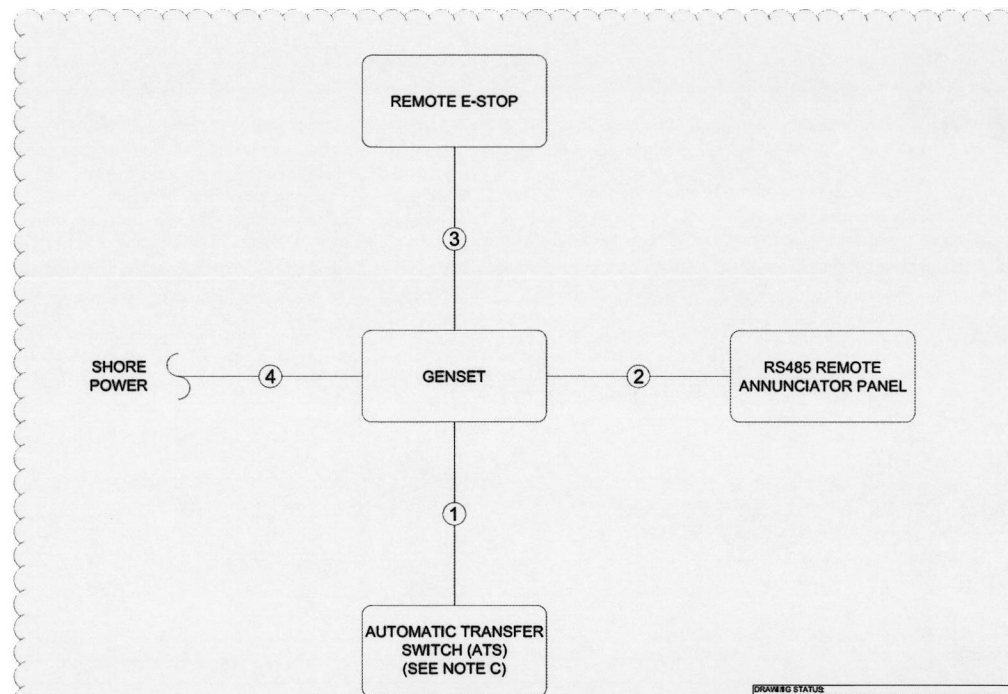 REMOTE E-STOP
3
SHORE
POWER
4
GENSET
2
RS485 REMOTE
ANNUNCIATOR PANEL
1
AUTOMATIC TRANSFER
SWITCH (ATS)
(SEE NOTE C)
DRAWING STATUS